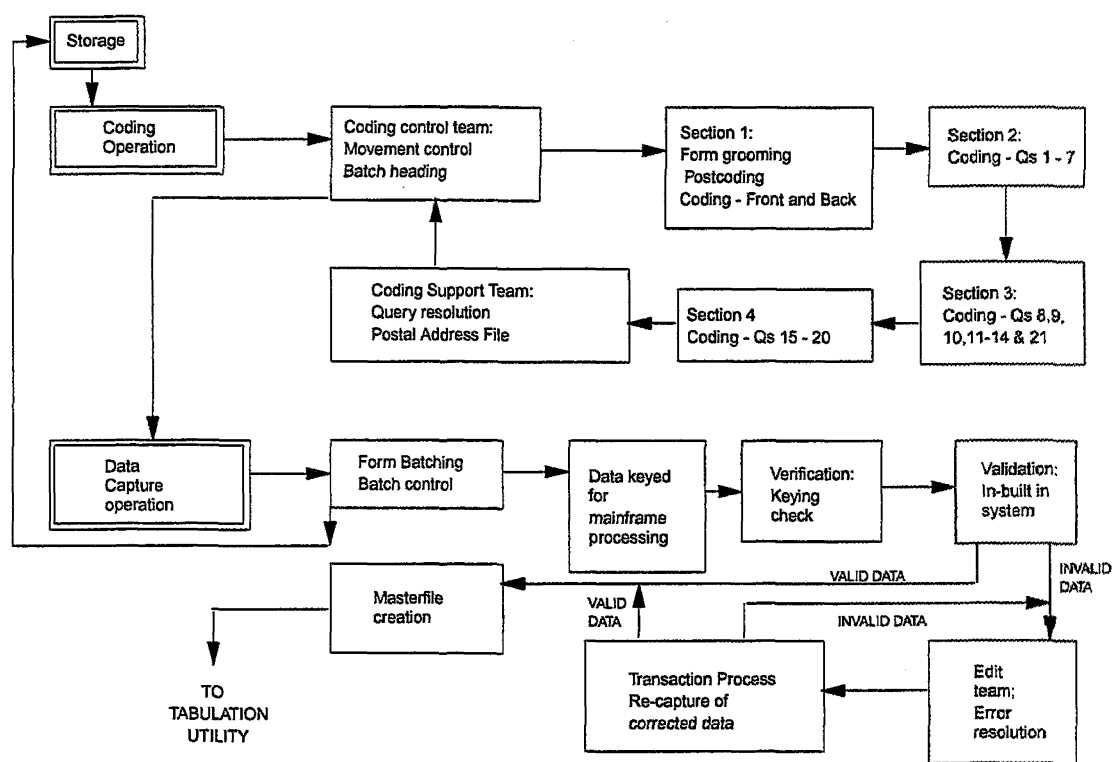 Storage
Coding
Operation
Coding control team:
Movement control
Batch heading
Section 1:
Form grooming
Postcoding
Coding - Front and Back
Section 2:
Coding - Qs 1 - 7
Coding Support Team:
Query resolution
Postal Address File
Section 4
Coding - Qs 15 - 20
Section 3:
Coding - Qs 8,9,
10,11-14 & 21
Data
Capture
operation
Form Batching
Batch control
Data keyed
for
mainframe
processing
Verification:
Keying
check
Validation:
In-built in
system
VALID DATA
INVALID
DATA
Masterfile
creation
VALID
DATA
INVALID DATA
TO
TABULATION
UTILITY
Transaction Process
Re-capture of
corrected data
Edit
team;
Error
resolution